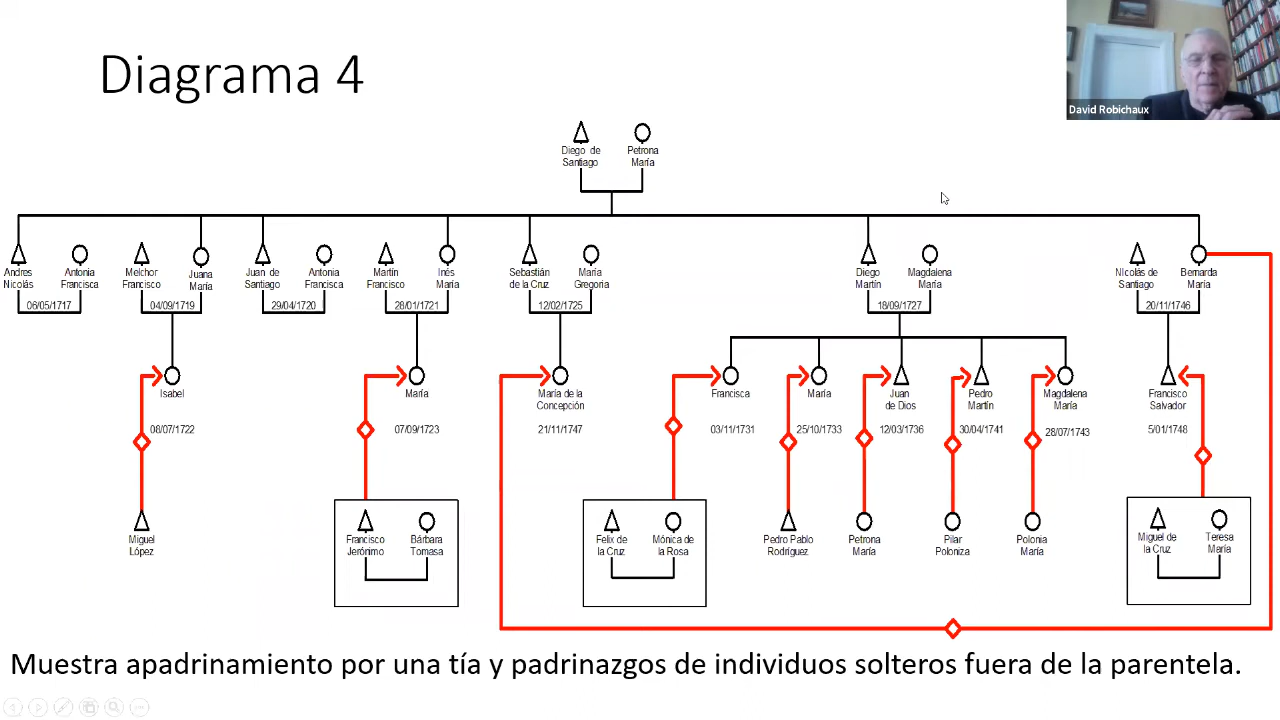 Diagrama 4
David Robichaux
Diego de
Santiago
Petrona
María
Andres
Nicolás
Antonia
Francisca
Melchor
Francisco
Juana
María
Juan de
Santiago
Antonia
Francisca
Martín
Francisco
Inés
María
Sebastián
de la Cruz
María
Gregoria
Diego
Martín
Magdalena
María
NIcolás de
Santiago
Bernarda
María
06/05/1717
04/09/1719
29/04/1720
28/01/1721
12/02/1725
18/09/1727
20/11/1746
Isabel
María
María de la
Concepción
Francisca
María
Juan
de Dios
Pedro
Martín
Magdalena
María
Francisco
Salvador
08/07/1722
07/09/1723
21/11/1747
03/11/1731
25/10/1733
12/03/1736
30/04/1741
28/07/1743
5/01/1748
Miguel
López
Francisco
Jerónimo
Bárbara
Tomasa
Felix de
la Cruz
Mónica de
la Rosa
Pedro Pablo
Rodríguez
Petrona
María
Pilar
Poloniza
Polonia
María
Miguel de
la Cruz
Teresa
María
Muestra apadrinamiento por una tía y padrinazgos de individuos solteros fuera de la parentela.